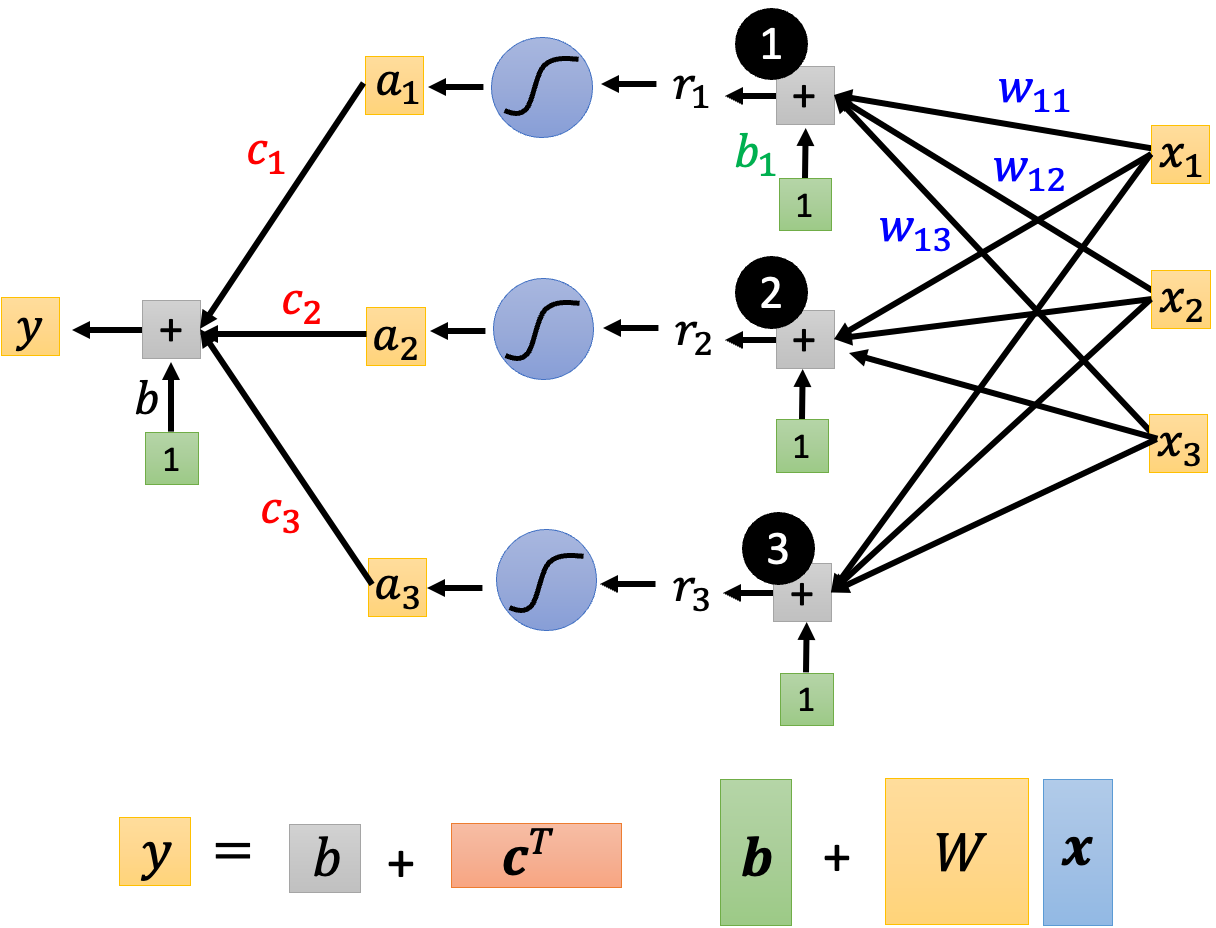 1
a₁ r₁ + w₁₁
c₁ b₁ x₁
w₁₂
1 w₁₃
2
y + c₂ a₂ r₂ + x₂
b
1 1 x₃
c₃
3
a₃ r₃ +
1
y = b + cᵀ b + W x